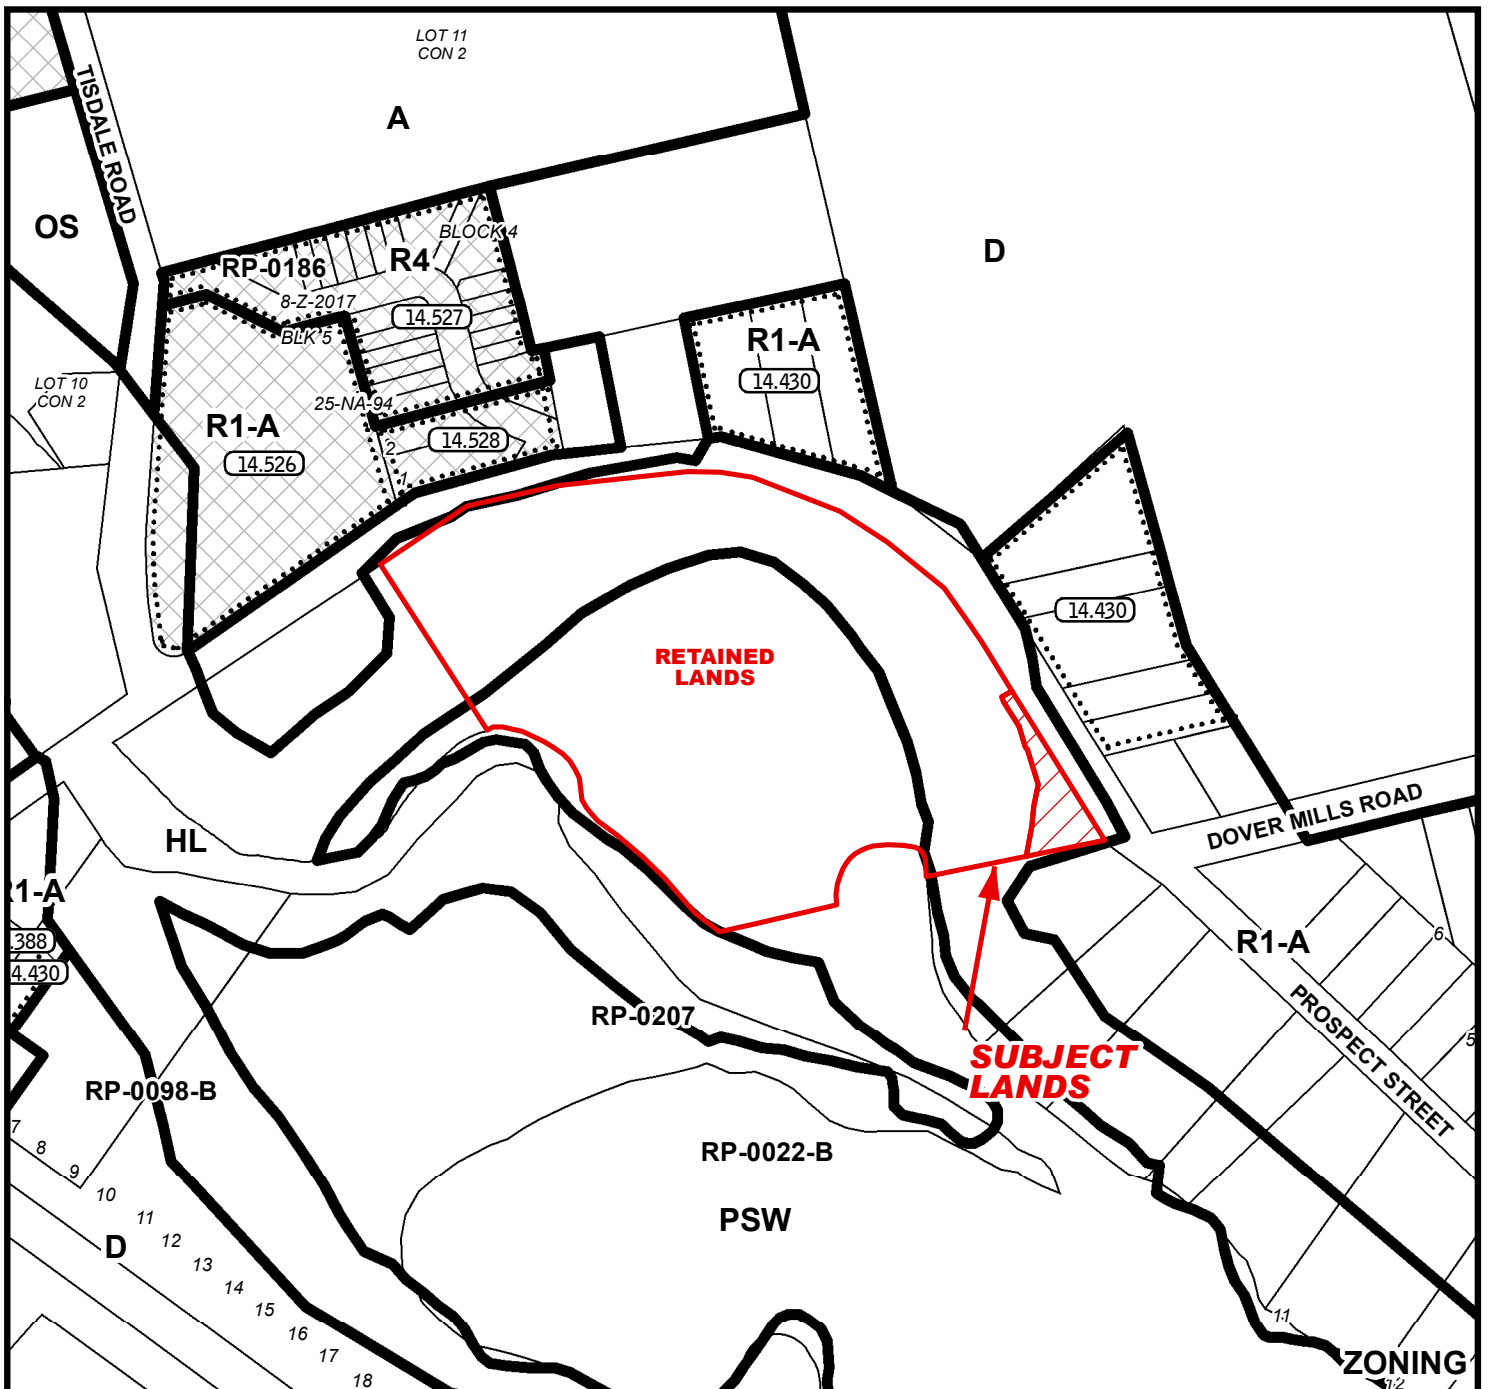 LOT 11
CON 2
TISDALE ROAD
A
OS
D
BLOCK 4
R4
RP-0186
8-Z-2017
14.527
BLK 5
R1-A
14.430
LOT 10
CON 2
25-NA-94
R1-A
14.526
2
14.528
1
14.430
RETAINED
LANDS
DOVER MILLS ROAD
HL
R1-A
.388
4.430
R1-A
6
PROSPECT STREET
5
RP-0207
SUBJECT
LANDS
RP-0098-B
7
8
9
10
11
12
13
14
15
16
17
18
D
RP-0022-B
PSW
11
ZONING
12